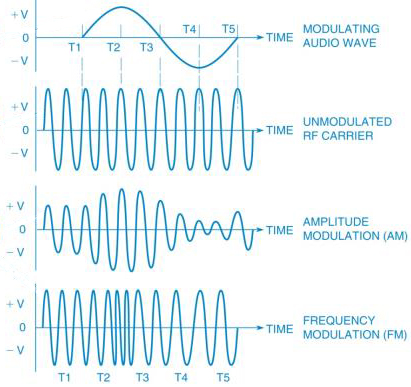 +V
0
−V
T1
T2
T3
T4
T5
TIME
MODULATING
AUDIO WAVE
+V
0
−V
TIME
UNMODULATED
RF CARRIER
+V
0
−V
TIME
AMPLITUDE
MODULATION (AM)
+V
0
−V
TIME
FREQUENCY
MODULATION (FM)
T1 T2 T3 T4 T5